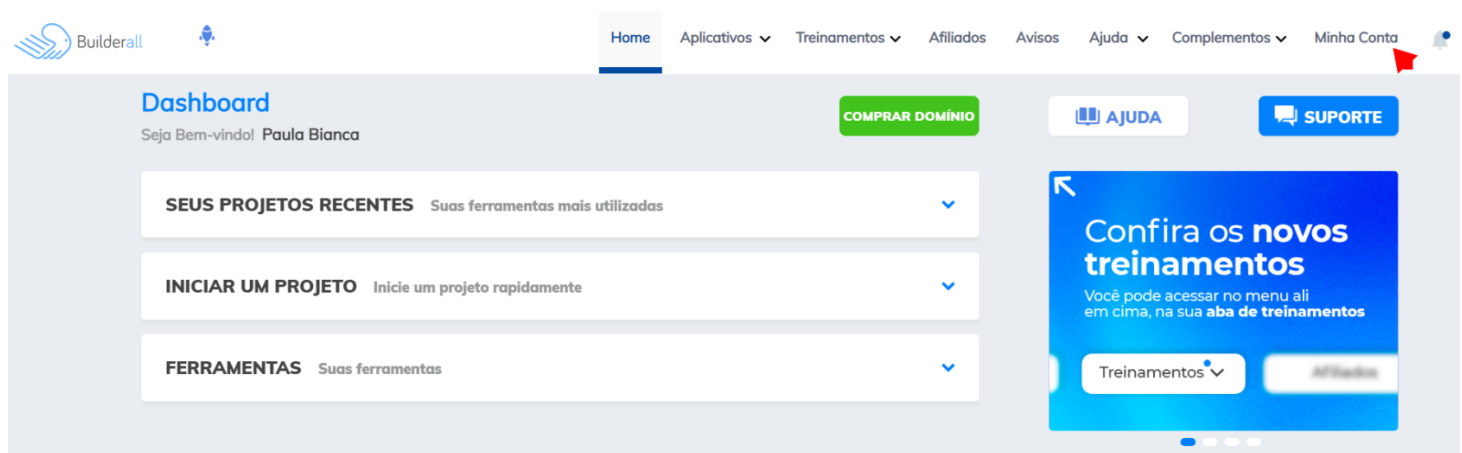 Builderall
Home
Aplicativos
Treinamentos
Afiliados
Avisos
Ajuda
Complementos
Minha Conta
Dashboard
Seja Bem-vindo! Paula Bianca
COMPRAR DOMÍNIO
AJUDA
SUPORTE
SEUS PROJETOS RECENTES Suas ferramentas mais utilizadas
INICIAR UM PROJETO Inicie um projeto rapidamente
FERRAMENTAS Suas ferramentas
Confira os novos
treinamentos
Você pode acessar no menu ali
em cima, na sua aba de treinamentos
Treinamentos
Afiliados